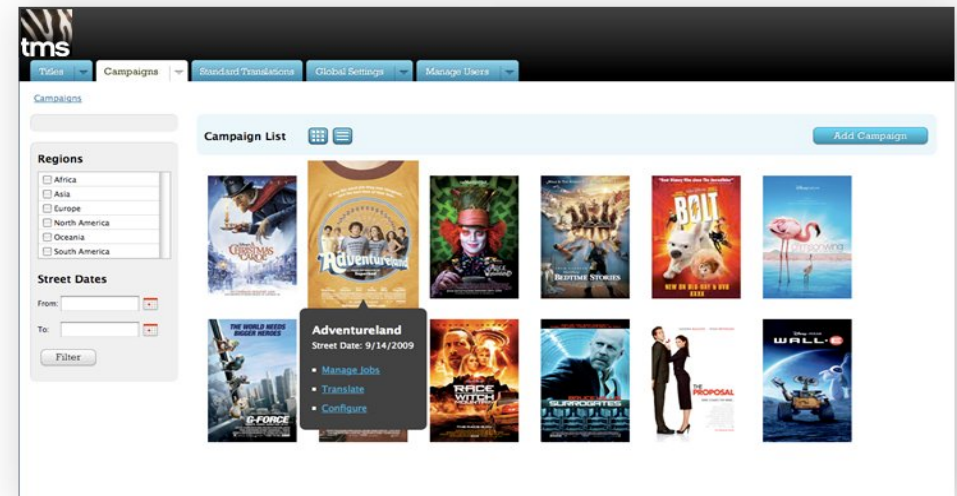 tms
Titles
Campaigns
Standard Translations
Global Settings
Manage Users
Campaigns
Campaign List
Add Campaign
Regions
Africa
Asia
Europe
North America
Oceania
South America
Street Dates
From:
To:
Filter
CHRISTMAS CAROL
Adventureland
BEDTIME STORIES
BOLT
NEW ON BLU-RAY & DVD
THE WORLD NEEDS
BIGGER HEROES
G-FORCE
Adventureland
Street Date: 9/14/2009
Manage Jobs
Translate
Configure
RACE
WITCH
SURROGATES
THE
PROPOSAL
WALL•E